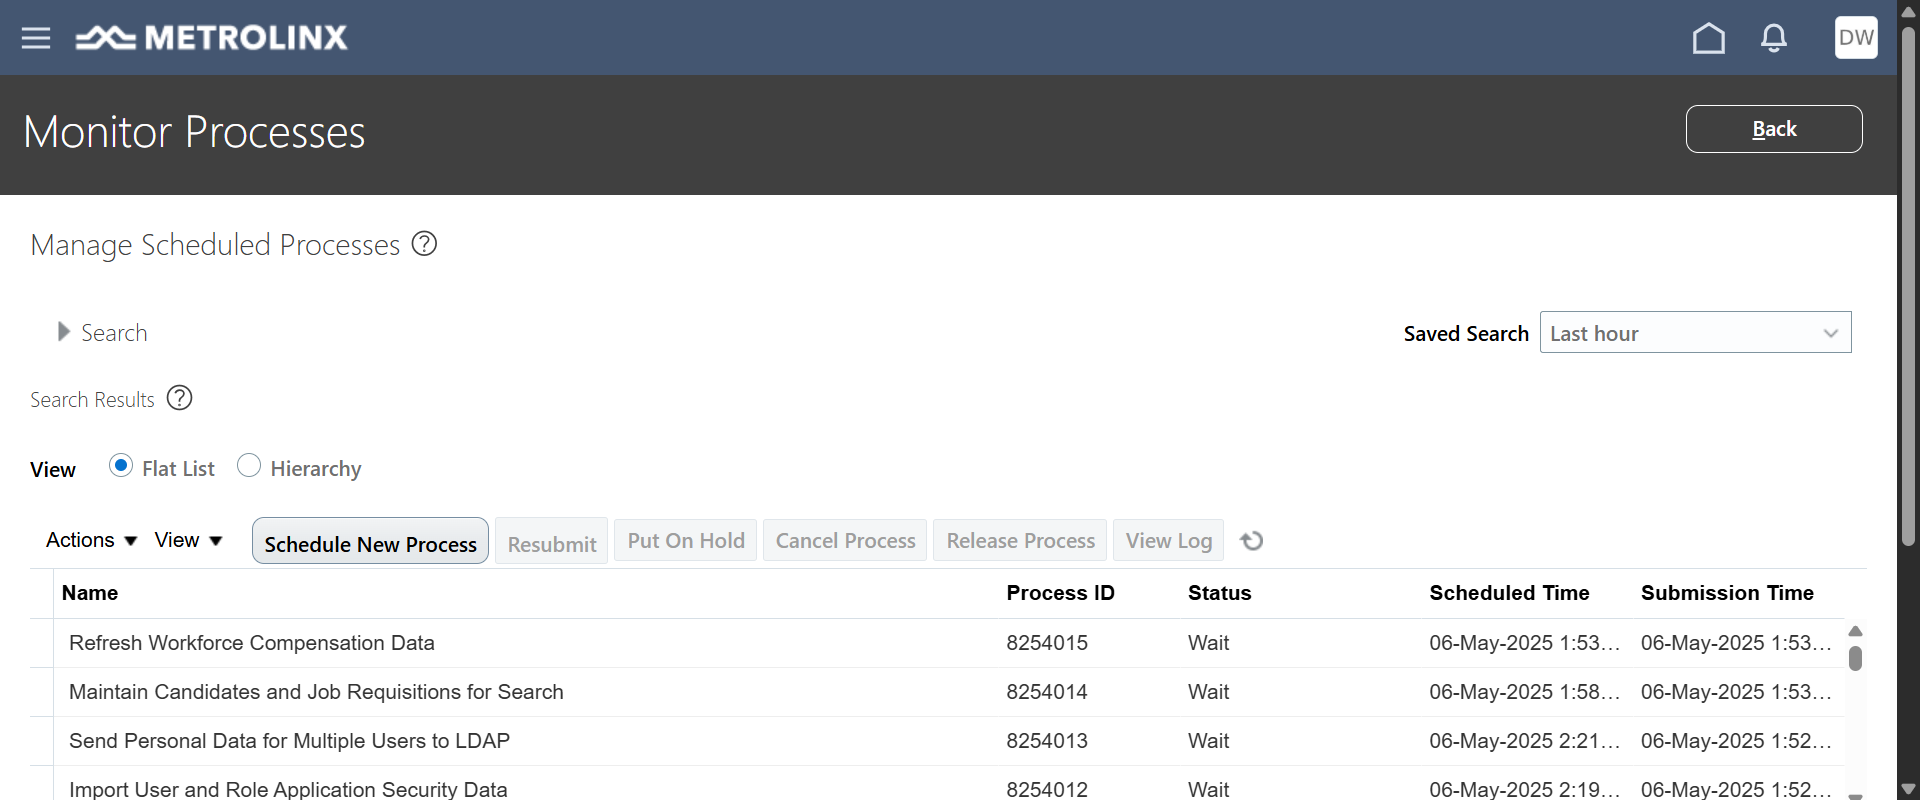 METROLINX
DW
Monitor Processes
Back
Manage Scheduled Processes ?
Search
Saved Search Last hour
Search Results ?
View Flat List Hierarchy
Actions View Schedule New Process Resubmit Put On Hold Cancel Process Release Process View Log
Name Process ID Status Scheduled Time Submission Time
Refresh Workforce Compensation Data 8254015 Wait 06-May-2025 1:53... 06-May-2025 1:53...
Maintain Candidates and Job Requisitions for Search 8254014 Wait 06-May-2025 1:58... 06-May-2025 1:53...
Send Personal Data for Multiple Users to LDAP 8254013 Wait 06-May-2025 2:21... 06-May-2025 1:52...
Import User and Role Application Security Data 8254012 Wait 06-May-2025 2:19... 06-May-2025 1:52...